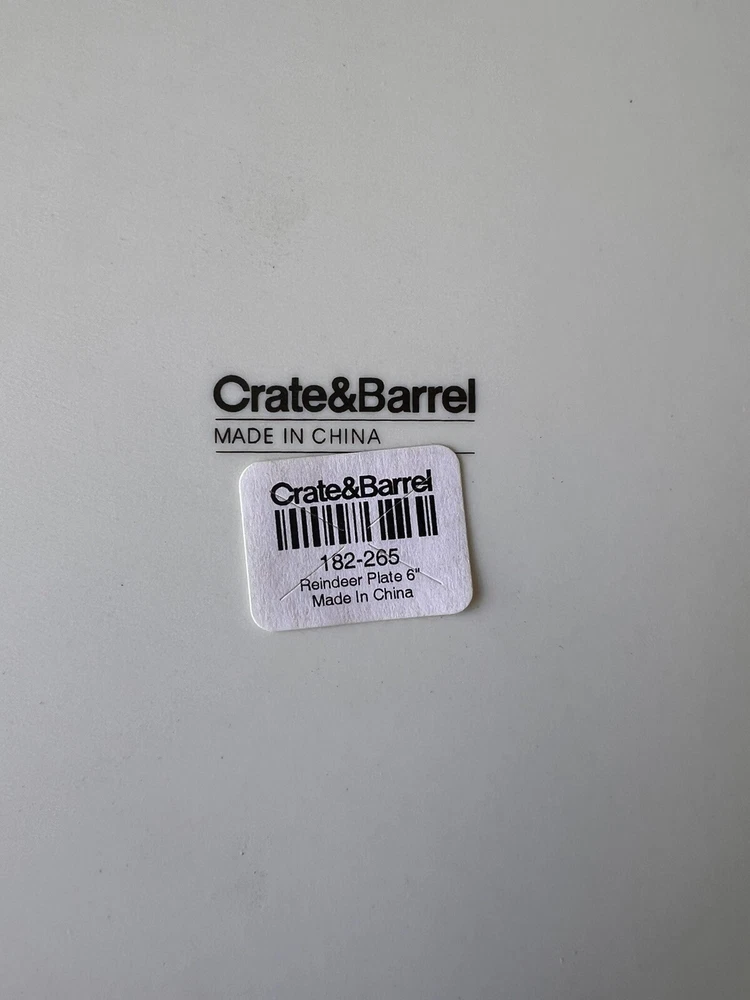 Crate&Barrel
MADE IN CHINA
Crate&Barrel
182-265
Reindeer Plate 6"
Made In China